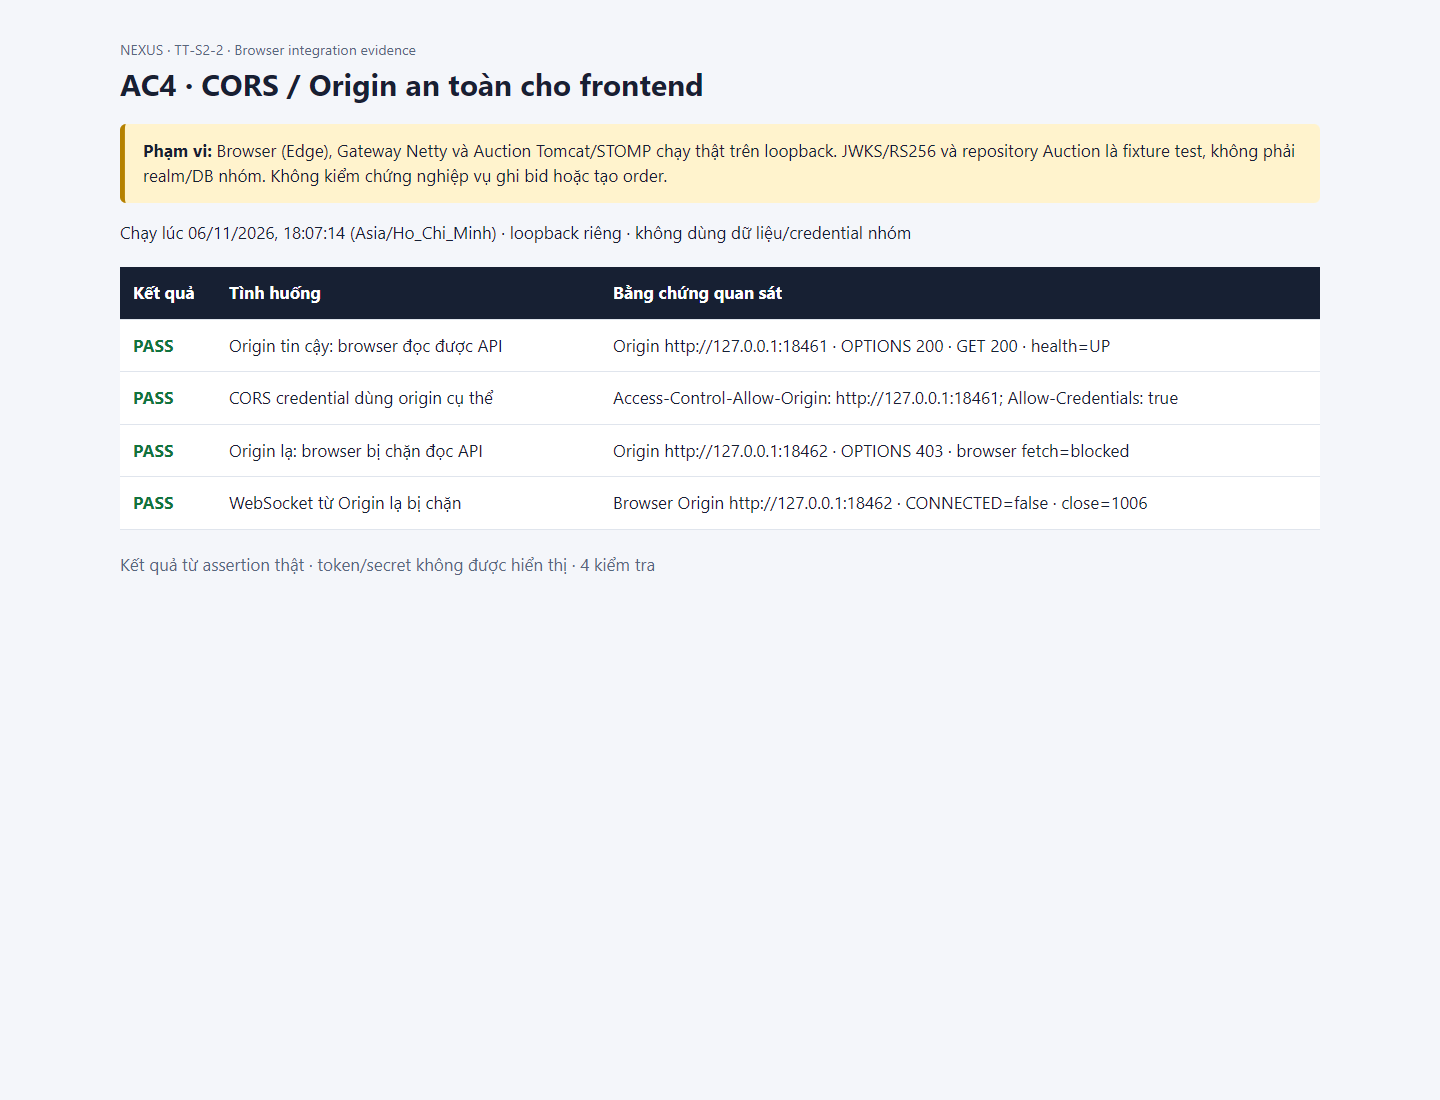 NEXUS · TT-S2-2 · Browser integration evidence
AC4 · CORS / Origin an toàn cho frontend
Phạm vi: Browser (Edge), Gateway Netty và Auction Tomcat/STOMP chạy thật trên loopback. JWKS/RS256 và repository Auction là fixture test, không phải
realm/DB nhóm. Không kiểm chứng nghiệp vụ ghi bid hoặc tạo order.
Chạy lúc 06/11/2026, 18:07:14 (Asia/Ho_Chi_Minh) · loopback riêng · không dùng dữ liệu/credential nhóm
Kết quả Tình huống Bằng chứng quan sát
PASS Origin tin cậy: browser đọc được API Origin http://127.0.0.1:18461 · OPTIONS 200 · GET 200 · health=UP
PASS CORS credential dùng origin cụ thể Access-Control-Allow-Origin: http://127.0.0.1:18461; Allow-Credentials: true
PASS Origin lạ: browser bị chặn đọc API Origin http://127.0.0.1:18462 · OPTIONS 403 · browser fetch=blocked
PASS WebSocket từ Origin lạ bị chặn Browser Origin http://127.0.0.1:18462 · CONNECTED=false · close=1006
Kết quả từ assertion thật · token/secret không được hiển thị · 4 kiểm tra